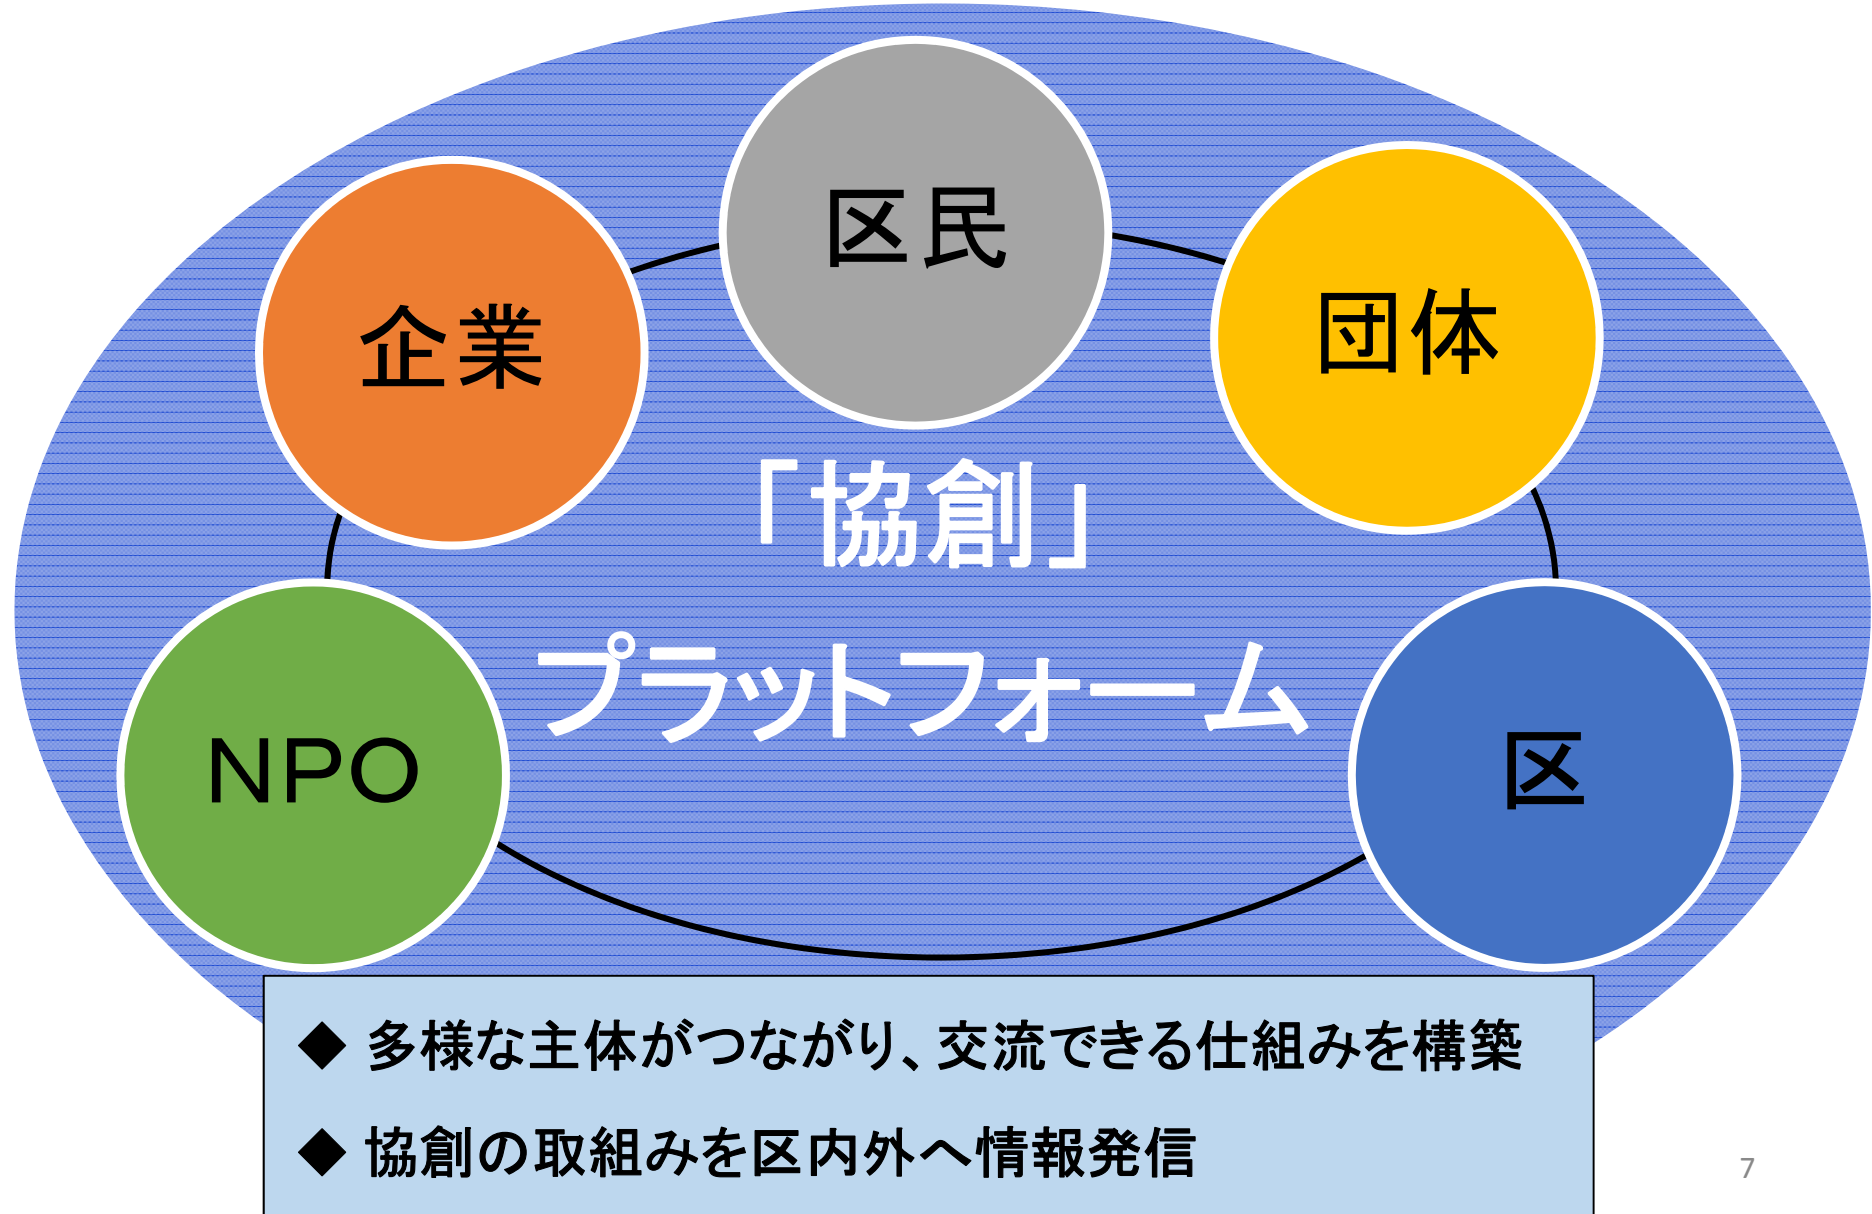 区民
企業
団体
「協創」
プラットフォーム
NPO
区
◆ 多様な主体がつながり、交流できる仕組みを構築
◆ 協創の取組みを区内外へ情報発信
7